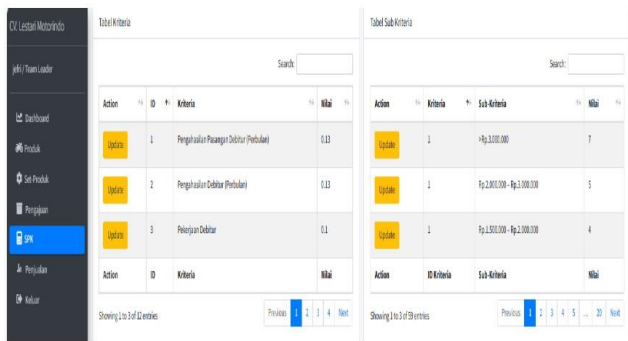 CV. Lestari Motorindo
jefri / Team Leader
Dashboard
Produk
Set-Produk
Pengajuan
SPK
Penjualan
Keluar
Tabel Kriteria
Search:
Action ID Kriteria Nilai
Update 1 Pengahasilan Pasangan Debitur (Perbulan) 0.13
Update 2 Pengahasilan Debitur (Perbulan) 0.13
Update 3 Pekerjaan Debitur 0.1
Action ID Kriteria Nilai
Showing 1 to 3 of 12 entries
Previous 1 2 3 4 Next
Tabel Sub Kriteria
Search:
Action Kriteria Sub-Kriteria Nilai
Update 1 >Rp.3.000.000 7
Update 1 Rp.2.000.000 - Rp.3.000.000 5
Update 1 Rp.1.500.000 - Rp.2.000.000 4
Action ID Kriteria Sub-Kriteria Nilai
Showing 1 to 3 of 59 entries
Previous 1 2 3 4 5 ... 20 Next